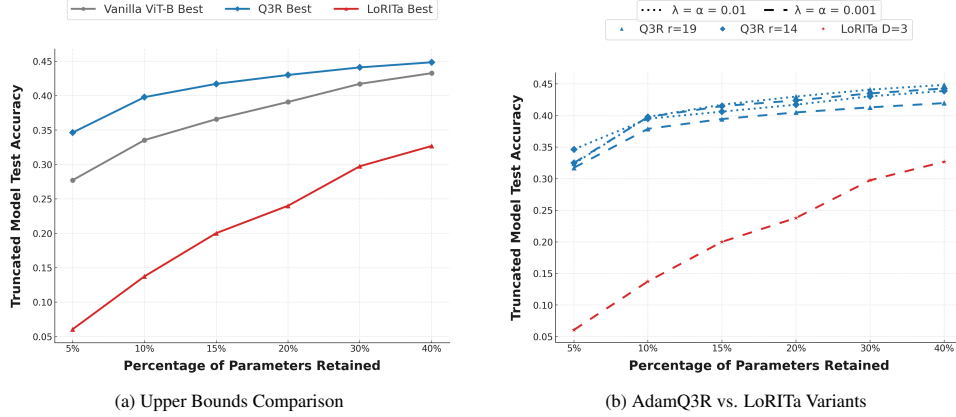 Vanilla ViT-B Best Q3R Best LoRITa Best
0.45
0.40
0.35
0.30
0.25
0.20
0.15
0.10
0.05
Truncated Model Test Accuracy
5% 10% 15% 20% 30% 40%
Percentage of Parameters Retained
(a) Upper Bounds Comparison
λ = α = 0.01 λ = α = 0.001
Q3R r=19 Q3R r=14 LoRITa D=3
0.45
0.40
0.35
0.30
0.25
0.20
0.15
0.10
0.05
Truncated Model Test Accuracy
5% 10% 15% 20% 30% 40%
Percentage of Parameters Retained
(b) AdamQ3R vs. LoRITa Variants